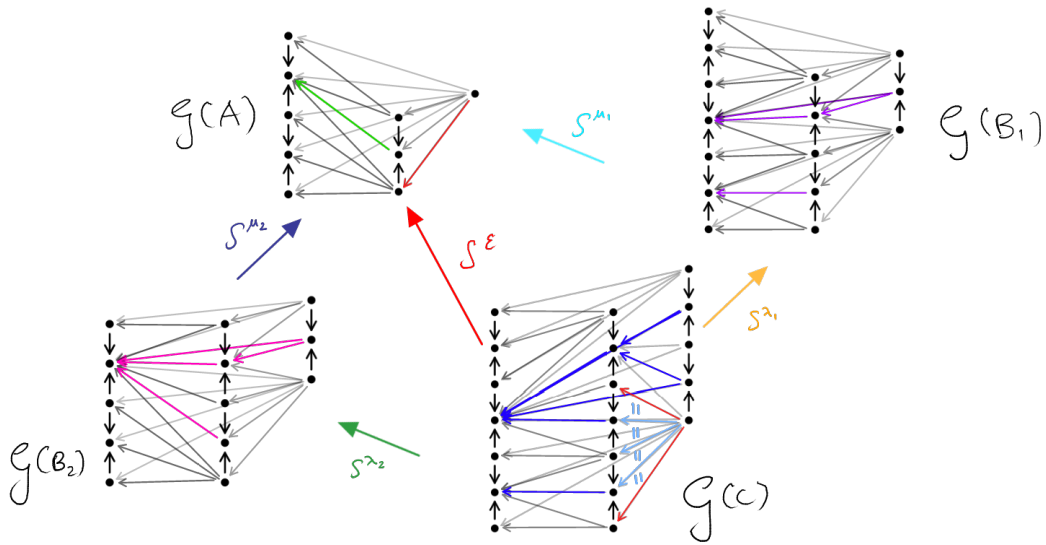 𝒢(A)
S^{μ₁}
𝒢(B₁)
S^{μ₂}
S^ε
S^{λ₁}
𝒢(B₂)
S^{λ₂}
𝒢(C)